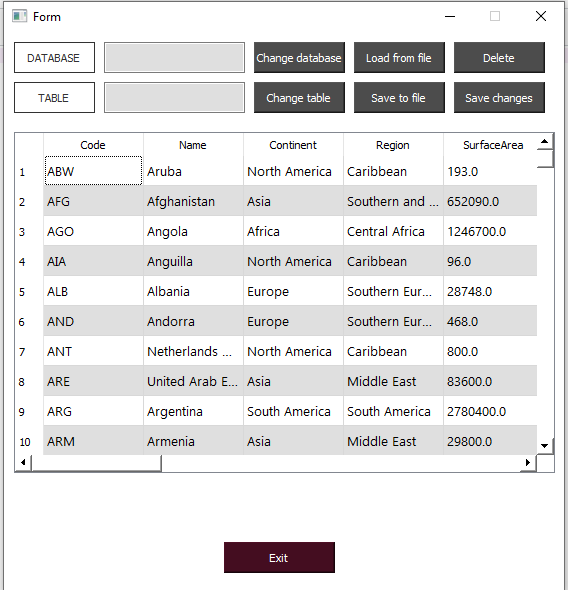 Form
DATABASE Change database Load from file Delete
TABLE Change table Save to file Save changes
Code Name Continent Region SurfaceArea
1 ABW Aruba North America Caribbean 193.0
2 AFG Afghanistan Asia Southern and ... 652090.0
3 AGO Angola Africa Central Africa 1246700.0
4 AIA Anguilla North America Caribbean 96.0
5 ALB Albania Europe Southern Eur... 28748.0
6 AND Andorra Europe Southern Eur... 468.0
7 ANT Netherlands ... North America Caribbean 800.0
8 ARE United Arab E... Asia Middle East 83600.0
9 ARG Argentina South America South America 2780400.0
10 ARM Armenia Asia Middle East 29800.0
Exit